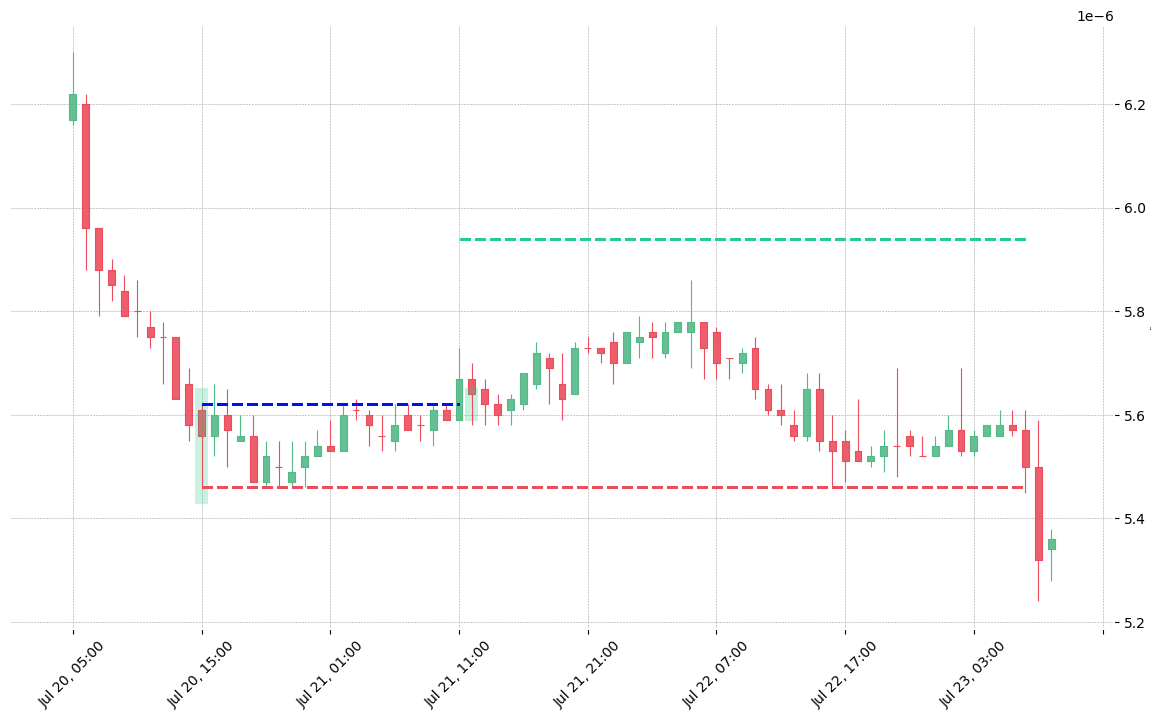 1e−6
6.2
6.0
5.8
5.6
5.4
5.2
Jul 20, 05:00
Jul 20, 15:00
Jul 21, 01:00
Jul 21, 11:00
Jul 21, 21:00
Jul 22, 07:00
Jul 22, 17:00
Jul 23, 03:00